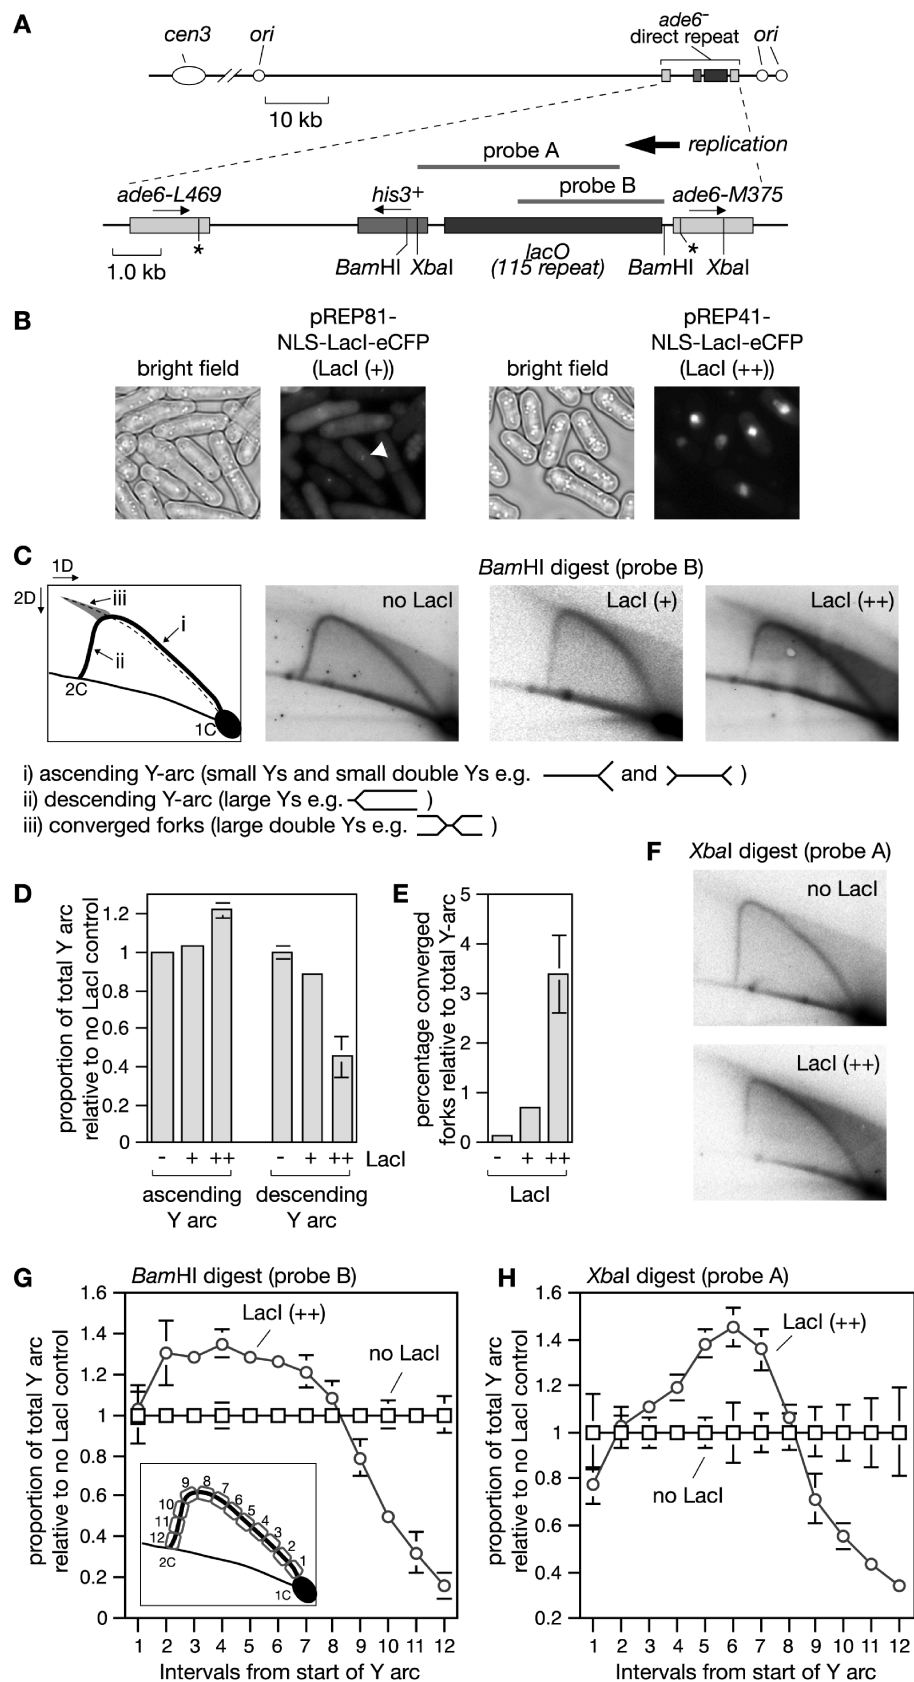 A
cen3
ori
ade6⁻
direct repeat
ori
10 kb
replication
probe A
probe B
ade6-L469
his3⁺
ade6-M375
*
*
1.0 kb
BamHI
XbaI
lacO
(115 repeat)
BamHI
XbaI
B
bright field
pREP81-
NLS-LacI-eCFP
(LacI (+))
bright field
pREP41-
NLS-LacI-eCFP
(LacI (++))
C
1D
2D
iii
i
ii
2C
1C
BamHI digest (probe B)
no LacI
LacI (+)
LacI (++)
i) ascending Y-arc (small Ys and small double Ys e.g. and )
ii) descending Y-arc (large Ys e.g. )
iii) converged forks (large double Ys e.g. )
D
proportion of total Y arc
relative to no LacI control
1.2
1
0.8
0.6
0.4
0.2
0
- + ++ - + ++ LacI
ascending
Y arc
descending
Y arc
E
percentage converged
forks relative to total Y-arc
5
4
3
2
1
0
- + ++
LacI
F
XbaI digest (probe A)
no LacI
LacI (++)
G
BamHI digest (probe B)
proportion of total Y arc
relative to no LacI control
1.6
1.4
1.2
1
0.8
0.6
0.4
0.2
0
LacI (++)
no LacI
9 8 7 6 5 4 3 2 1
10
11
12
2C
1C
1 2 3 4 5 6 7 8 9 10 11 12
Intervals from start of Y arc
H
XbaI digest (probe A)
proportion of total Y arc
relative to no LacI control
1.6
1.4
1.2
1
0.8
0.6
0.4
0.2
LacI (++)
no LacI
1 2 3 4 5 6 7 8 9 10 11 12
Intervals from start of Y arc